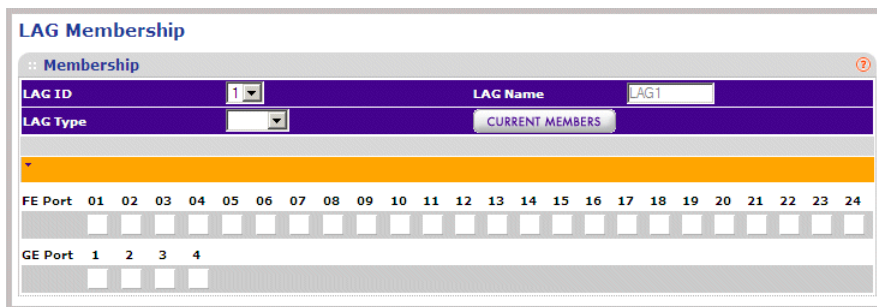 LAG Membership
:: Membership ?
LAG ID 1 LAG Name LAG1
LAG Type CURRENT MEMBERS
FE Port 01 02 03 04 05 06 07 08 09 10 11 12 13 14 15 16 17 18 19 20 21 22 23 24
GE Port 1 2 3 4